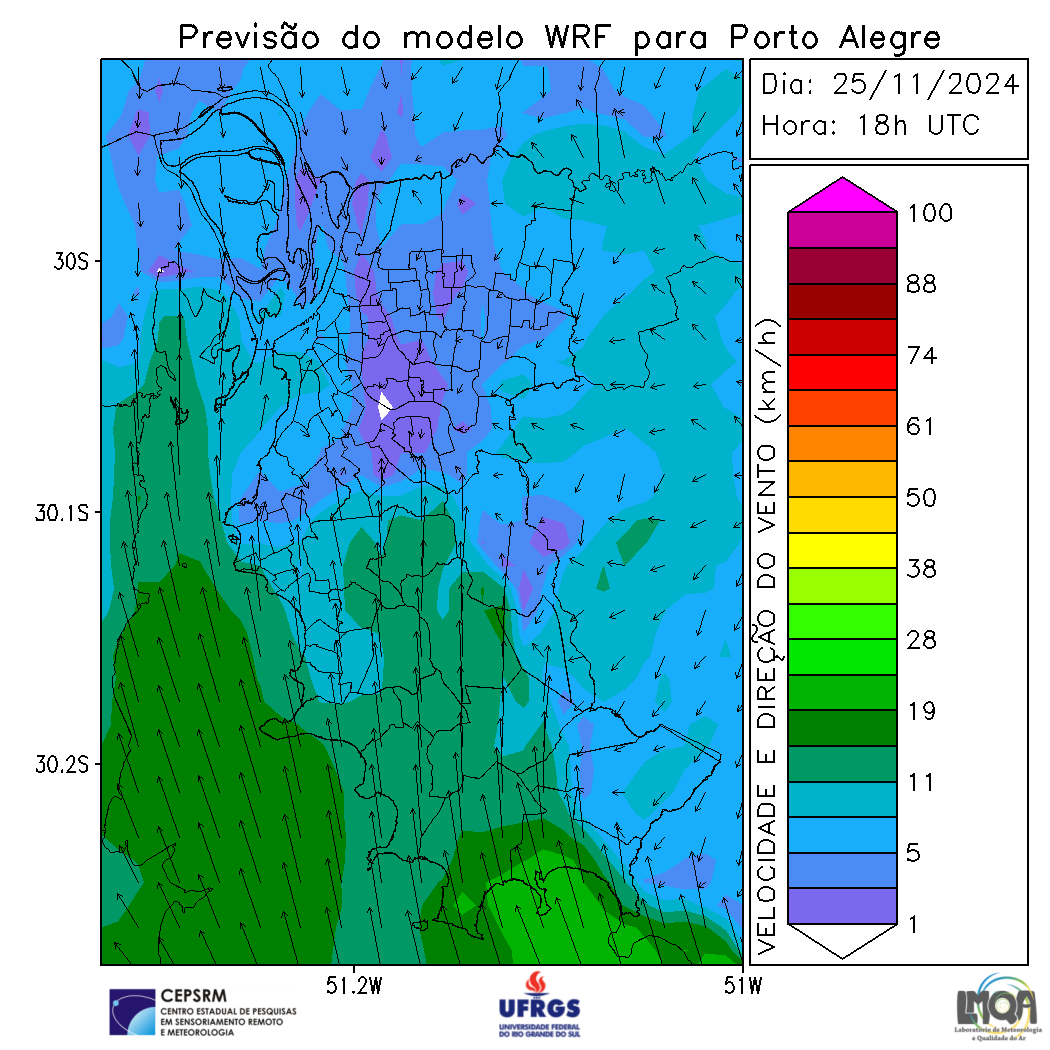 Previsão do modelo WRF para Porto Alegre
Dia: 25/11/2024
Hora: 18h UTC
30S
30.1S
30.2S
51.2W
51W
VELOCIDADE E DIREÇÃO DO VENTO (km/h)
100
88
74
61
50
38
28
19
11
5
1
CEPSRM
CENTRO ESTADUAL DE PESQUISAS
EM SENSORIAMENTO REMOTO
E METEOROLOGIA
UFRGS
UNIVERSIDADE FEDERAL
DO RIO GRANDE DO SUL
LMQA
Laboratório de Meteorologia
e Qualidade do Ar